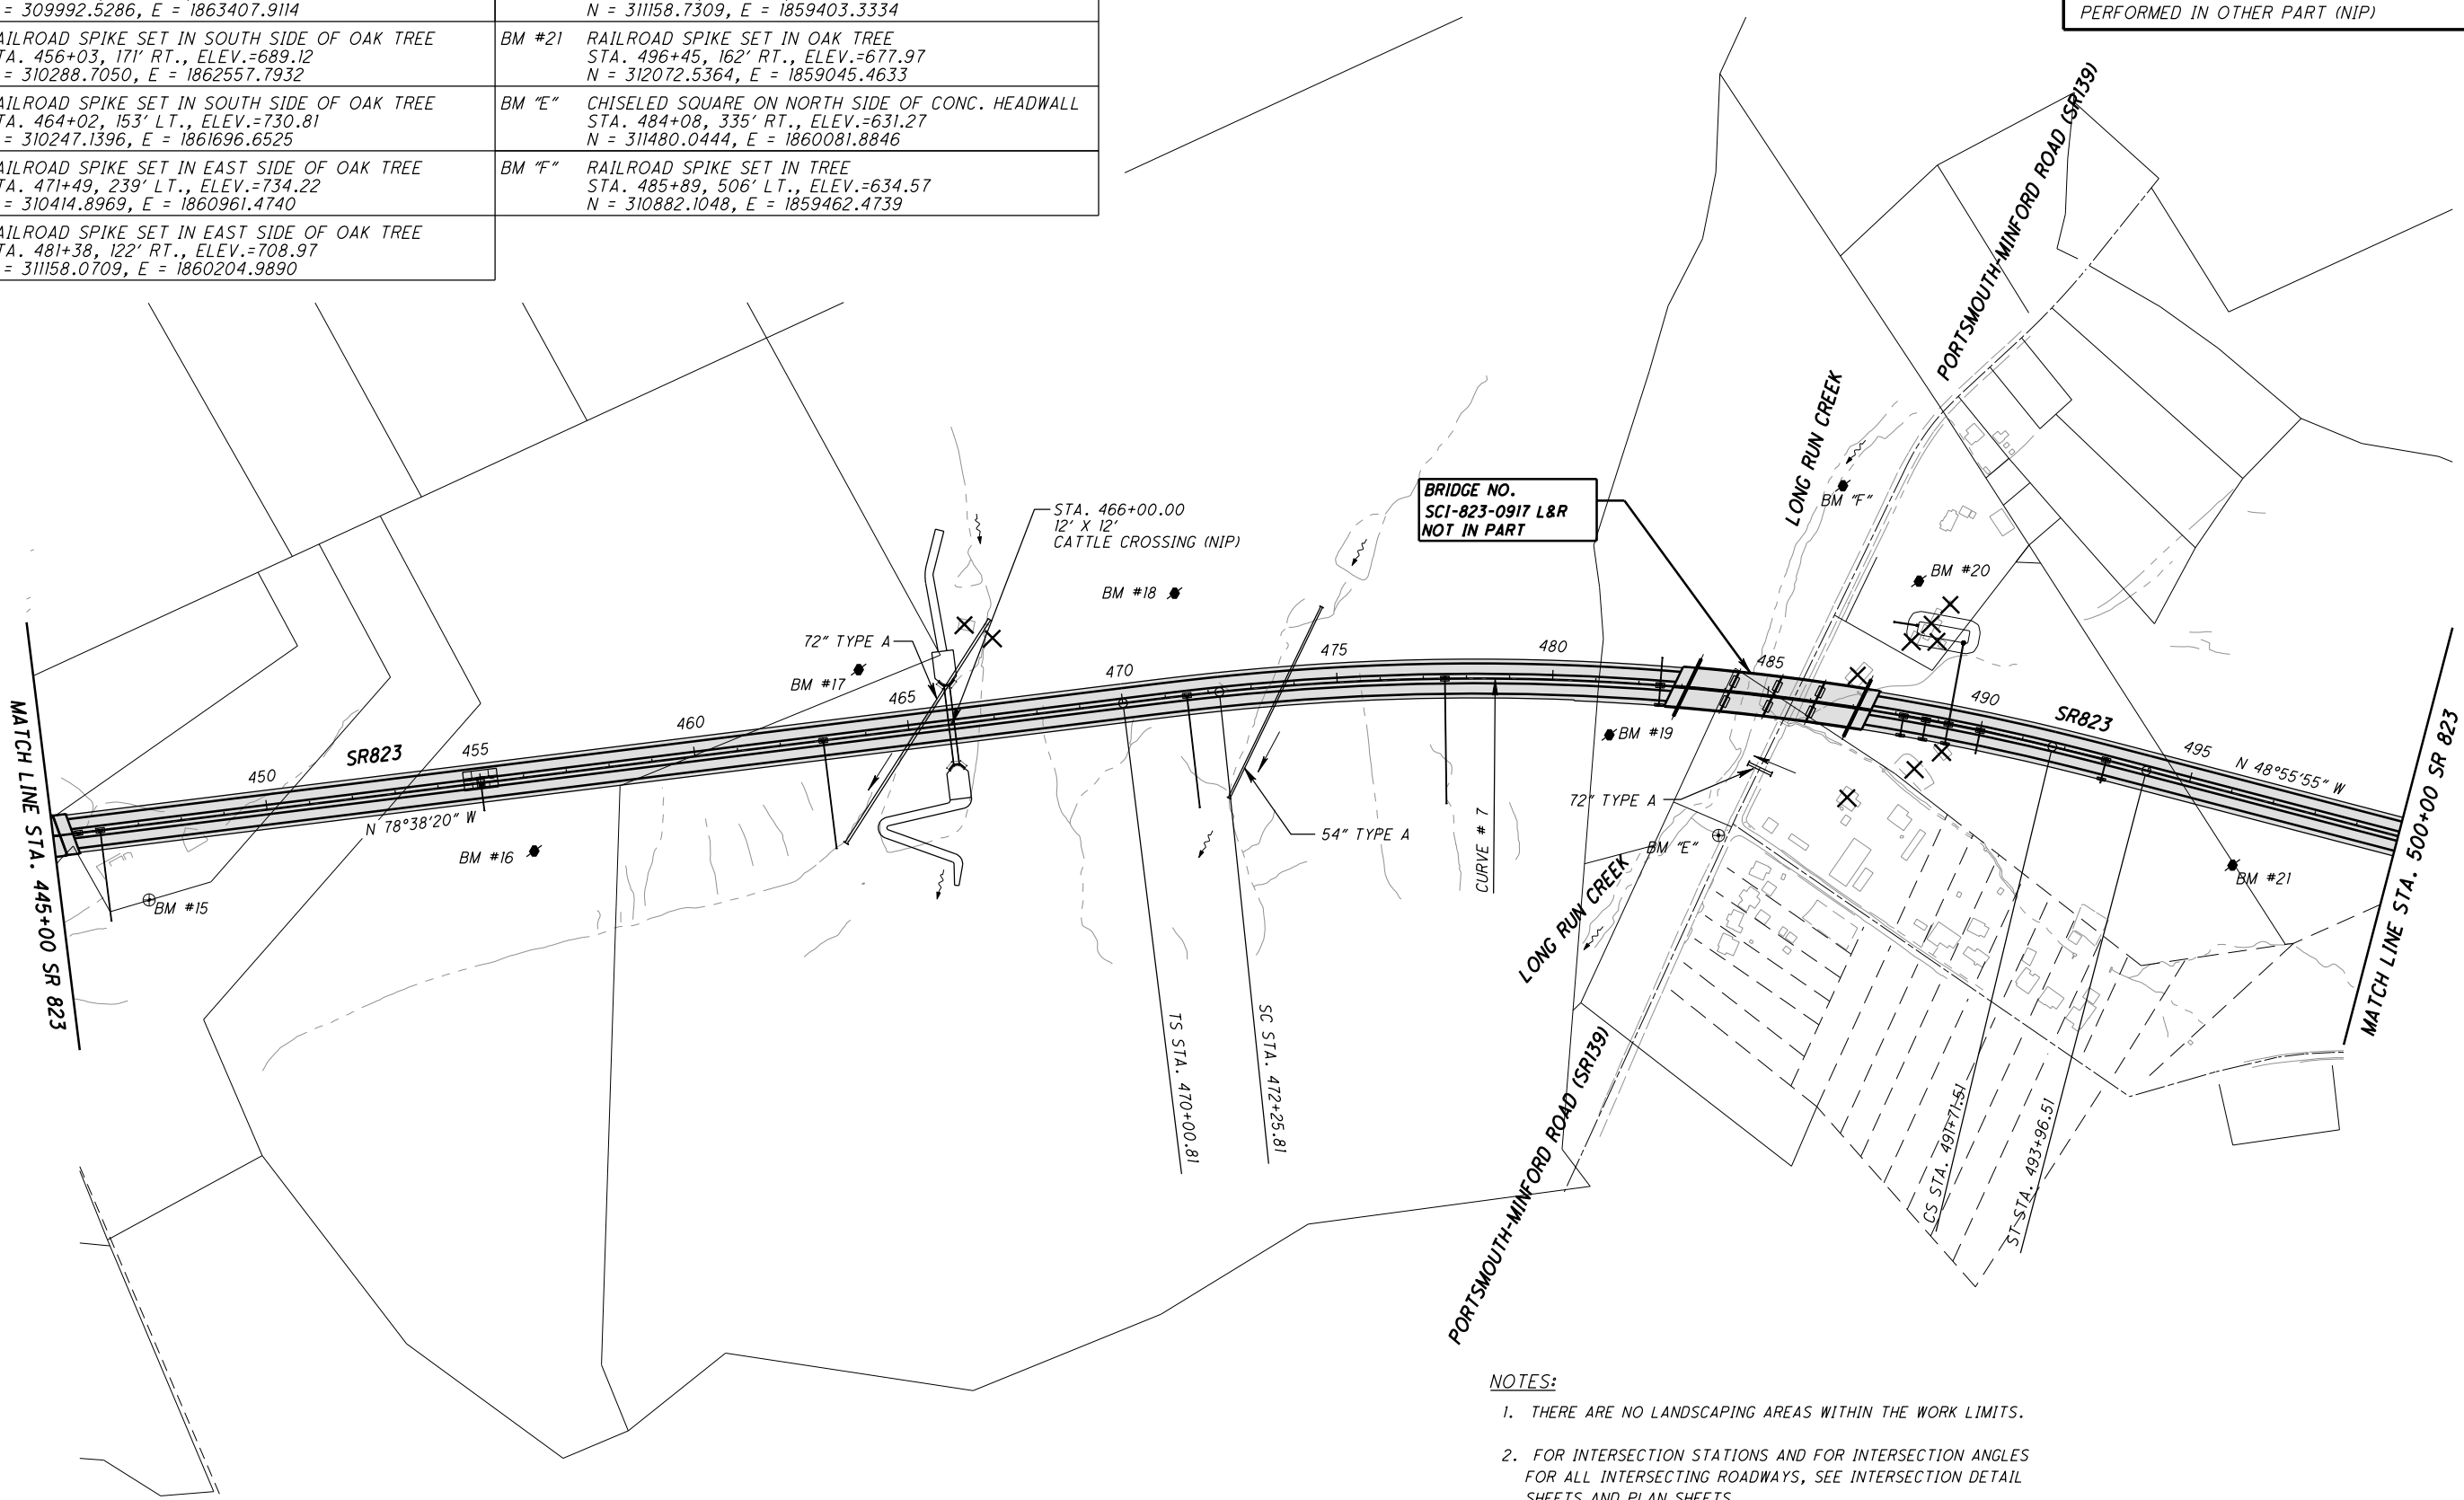 = 309992.5286, E = 1863407.9114
N = 311158.7309, E = 1859403.3334
PERFORMED IN OTHER PART (NIP)
AILROAD SPIKE SET IN SOUTH SIDE OF OAK TREE
TA. 456+03, 171' RT., ELEV.=689.12
= 310288.7050, E = 1862557.7932
BM #21 RAILROAD SPIKE SET IN OAK TREE
STA. 496+45, 162' RT., ELEV.=677.97
N = 312072.5364, E = 1859045.4633
AILROAD SPIKE SET IN SOUTH SIDE OF OAK TREE
TA. 464+02, 153' LT., ELEV.=730.81
= 310247.1396, E = 1861696.6525
BM "E" CHISELED SQUARE ON NORTH SIDE OF CONC. HEADWALL
STA. 484+08, 335' RT., ELEV.=631.27
N = 311480.0444, E = 1860081.8846
AILROAD SPIKE SET IN EAST SIDE OF OAK TREE
TA. 471+49, 239' LT., ELEV.=734.22
= 310414.8969, E = 1860961.4740
BM "F" RAILROAD SPIKE SET IN TREE
STA. 485+89, 506' LT., ELEV.=634.57
N = 310882.1048, E = 1859462.4739
AILROAD SPIKE SET IN EAST SIDE OF OAK TREE
TA. 481+38, 122' RT., ELEV.=708.97
= 311158.0709, E = 1860204.9890
PORTSMOUTH-MINFORD ROAD (SR139)
LONG RUN CREEK
BM "F"
BRIDGE NO.
SCI-823-0917 L&R
NOT IN PART
STA. 466+00.00
12' X 12'
CATTLE CROSSING (NIP)
BM #18
BM #20
72" TYPE A
BM #17
475
480
485
470
465
490
460
SR823
495
455
SR823
450
N 48°55'55" W
BM #19
MATCH LINE STA. 445+00 SR 823
MATCH LINE STA. 500+00 SR 823
N 78°38'20" W
72" TYPE A
54" TYPE A
CURVE # 7
BM "E"
BM #16
BM #15
BM #21
LONG RUN CREEK
TS STA. 470+00.81
SC STA. 472+25.81
CS STA. 491+71.51
ST STA. 493+96.51
PORTSMOUTH-MINFORD ROAD (SR139)
NOTES:
1. THERE ARE NO LANDSCAPING AREAS WITHIN THE WORK LIMITS.
2. FOR INTERSECTION STATIONS AND FOR INTERSECTION ANGLES
FOR ALL INTERSECTING ROADWAYS, SEE INTERSECTION DETAIL
SHEETS AND PLAN SHEETS